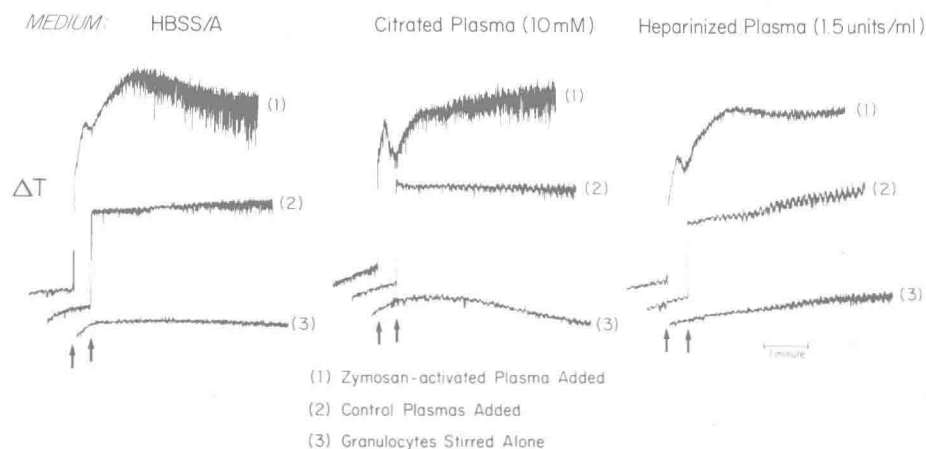 MEDIUM: HBSS/A Citrated Plasma (10 mM) Heparinized Plasma (1.5 units/ml)
(1) (1) (1)
ΔT (2) (2) (2)
(3) (3) (3)
1 minute
(1) Zymosan-activated Plasma Added
(2) Control Plasmas Added
(3) Granulocytes Stirred Alone